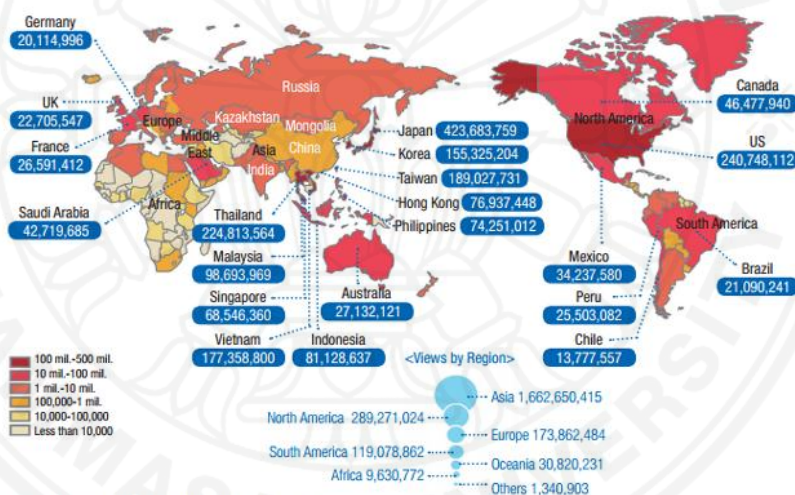 Germany
20,114,996
UK
22,705,547
France
26,591,412
Saudi Arabia
42,719,685
Europe
Middle
East
Africa
Russia
Kazakhstan
Mongolia
Asia
China
India
Japan 423,683,759
Korea 155,325,204
Taiwan 189,027,731
Hong Kong 76,937,448
Philippines 74,251,012
Thailand
224,813,564
Malaysia
98,693,969
Singapore
68,546,360
Vietnam
177,358,800
Indonesia
81,128,637
Australia
27,132,121
North America
Canada
46,477,940
US
240,748,112
South America
Mexico
34,237,580
Brazil
21,090,241
Peru
25,503,082
Chile
13,777,557
100 mil.-500 mil.
10 mil.-100 mil.
1 mil.-10 mil.
100,000-1 mil.
10,000-100,000
Less than 10,000
<Views by Region>
Asia 1,662,650,415
North America 289,271,024
Europe 173,862,484
South America 119,078,862
Oceania 30,820,231
Africa 9,630,772
Others 1,340,903